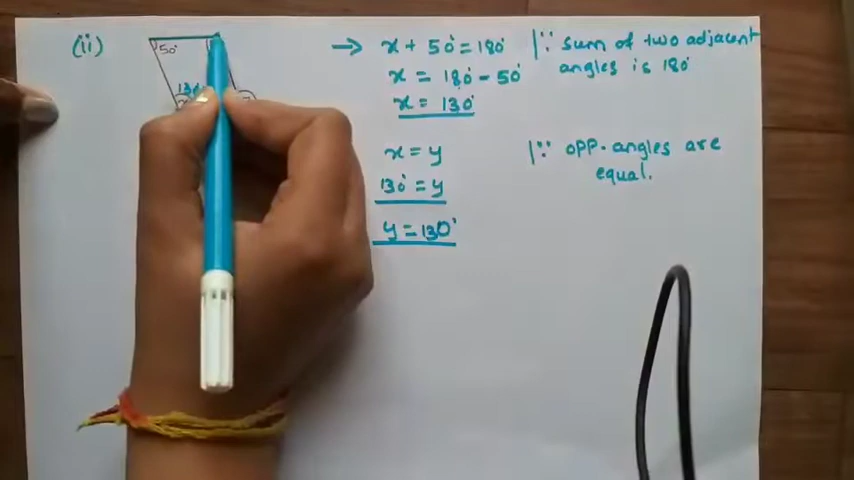 (ii)
50°
→ x + 50° = 180° |∵ sum of two adjacent
x = 180 - 50° angles is 180°
x = 130°
x = y |∵ opp. angles are
130° = y equal.
y = 130°